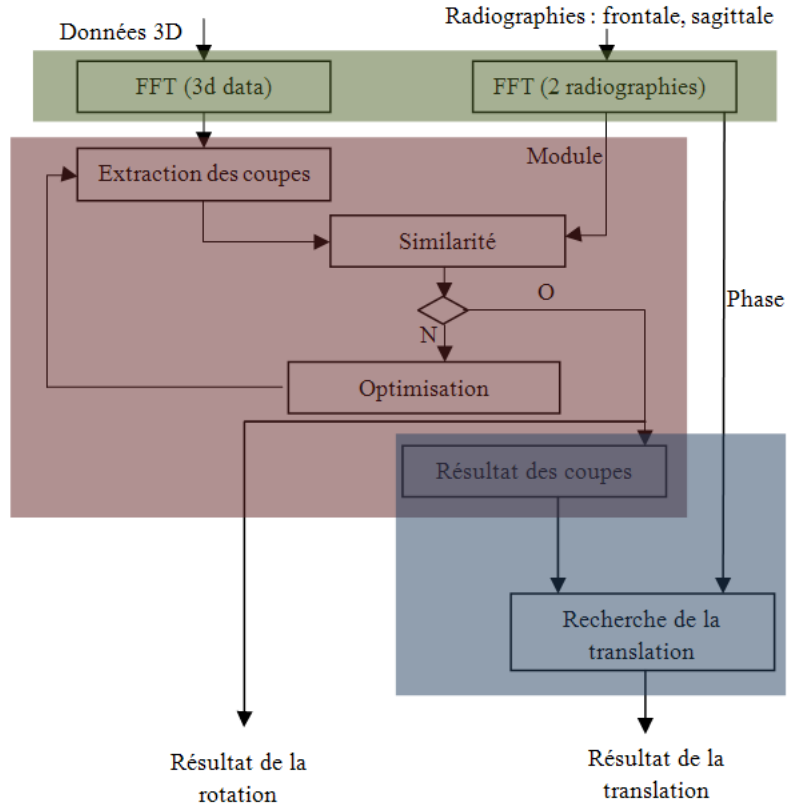 Données 3D
Radiographies : frontale, sagittale
FFT (3d data)
FFT (2 radiographies)
Module
Extraction des coupes
Similarité
O
Phase
N
Optimisation
Résultat des coupes
Recherche de la
translation
Résultat de la
rotation
Résultat de la
translation